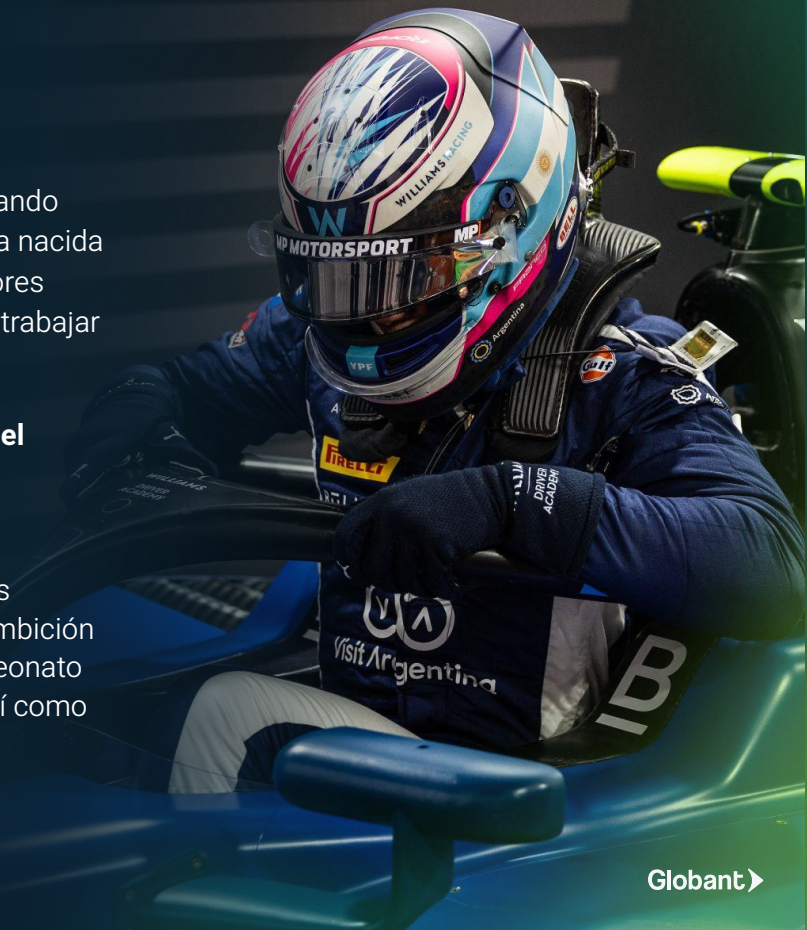 ando
a nacida
ores
trabajar
el
s
mbición
eonato
í como
WILLIAMS RACING
W
MP MOTORSPORT
MP
BELL
Argentina
YPF
Gulf
PIRELLI
WILLIAMS
DRIVER
ACADEMY
DRIVER
ACADEMY
Visit Argentina
B
Globant